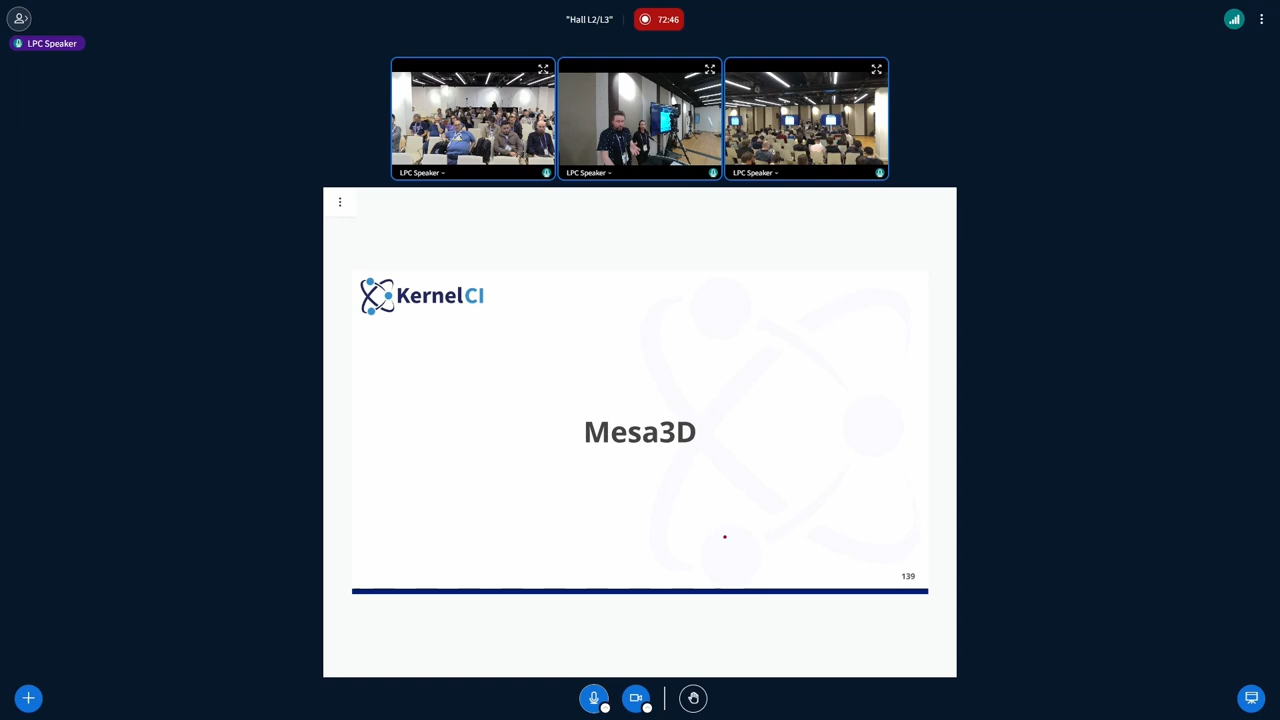 "Hall L2/L3"
72:46
LPC Speaker
LPC Speaker
LPC Speaker
LPC Speaker
KernelCI
Mesa3D
139